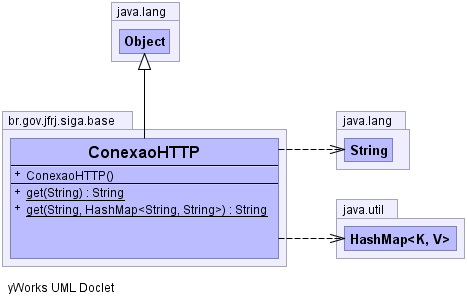 java.lang
Object
br.gov.jfrj.siga.base
ConexaoHTTP
+ ConexaoHTTP()
+ get(String) : String
+ get(String, HashMap<String, String>) : String
java.lang
String
java.util
HashMap<K, V>
yWorks UML Doclet